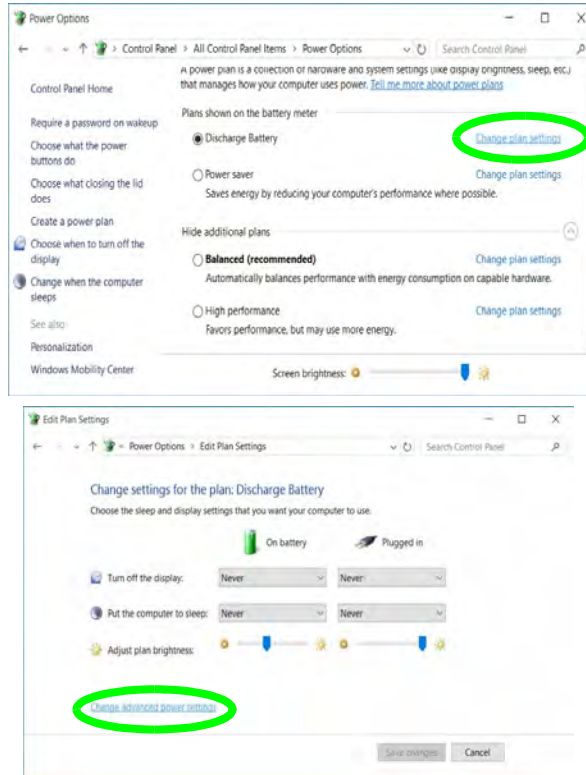 Power Options
Control Panel > All Control Panel Items > Power Options
Search Control Panel
Control Panel Home
Require a password on wakeup
Choose what the power
buttons do
Choose what closing the lid
does
Create a power plan
Choose when to turn off the
display
Change when the computer
sleeps
See also
Personalization
Windows Mobility Center
A power plan is a collection of hardware and system settings (like display brightness, sleep, etc.)
that manages how your computer uses power. Tell me more about power plans
Plans shown on the battery meter
Discharge Battery
Change plan settings
Power saver
Change plan settings
Saves energy by reducing your computer's performance where possible.
Hide additional plans
Balanced (recommended)
Change plan settings
Automatically balances performance with energy consumption on capable hardware.
High performance
Change plan settings
Favors performance, but may use more energy.
Screen brightness:
Edit Plan Settings
« Power Options > Edit Plan Settings
Search Control Panel
Change settings for the plan: Discharge Battery
Choose the sleep and display settings that you want your computer to use.
On battery
Plugged in
Turn off the display:
Never
Never
Put the computer to sleep:
Never
Never
Adjust plan brightness:
Change advanced power settings
Save changes
Cancel